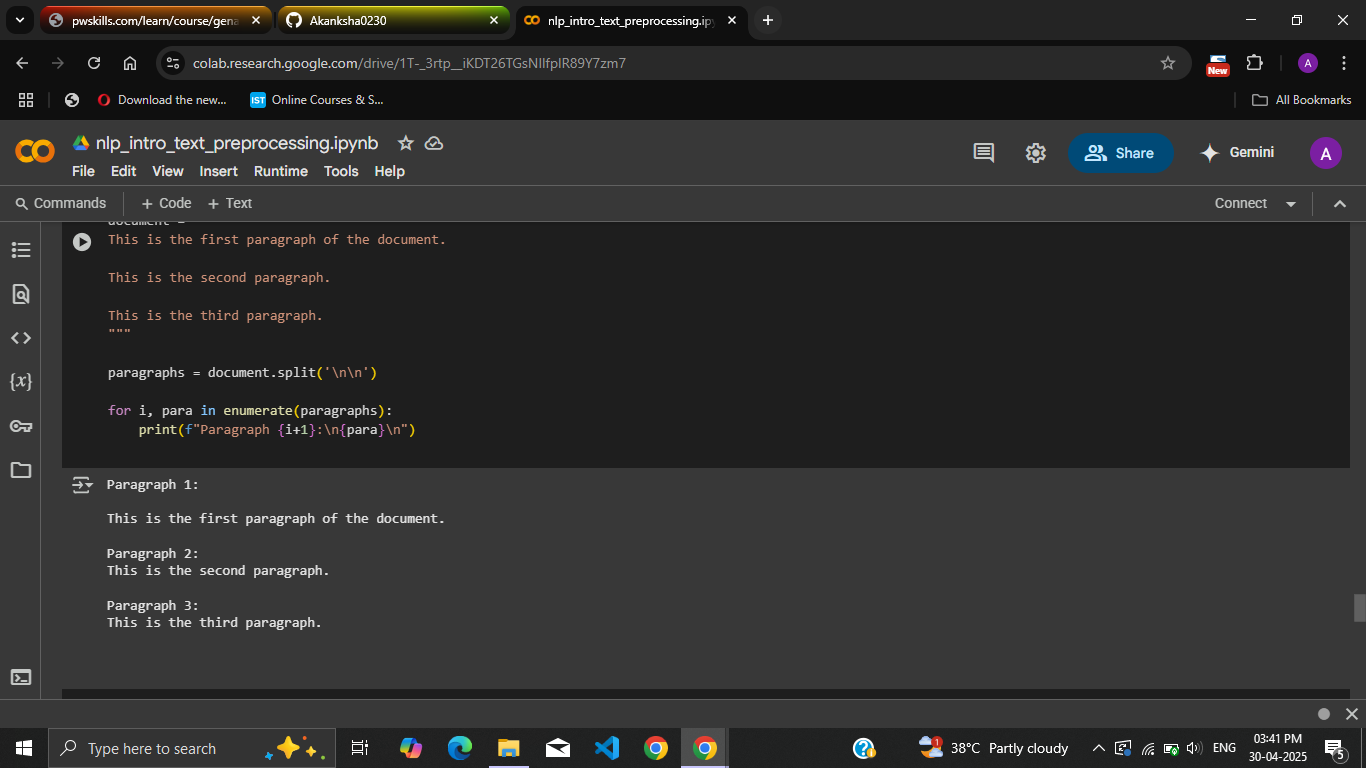 pwskills.com/learn/course/gena
Akanksha0230
nlp_intro_text_preprocessing.ip
colab.research.google.com/drive/1T-_3rtp__iKDT26TGsNIlfpIR89Y7zm7
New
A
Download the new...
IST
Online Courses & S...
All Bookmarks
nlp_intro_text_preprocessing.ipynb
File Edit View Insert Runtime Tools Help
Share
Gemini
A
Commands + Code + Text
Connect
This is the first paragraph of the document.
This is the second paragraph.
This is the third paragraph.
"""
paragraphs = document.split('\n\n')
for i, para in enumerate(paragraphs):
    print(f"Paragraph {i+1}:\n{para}\n")
Paragraph 1:
This is the first paragraph of the document.
Paragraph 2:
This is the second paragraph.
Paragraph 3:
This is the third paragraph.
Type here to search
38°C Partly cloudy
ENG
03:41 PM
30-04-2025
5